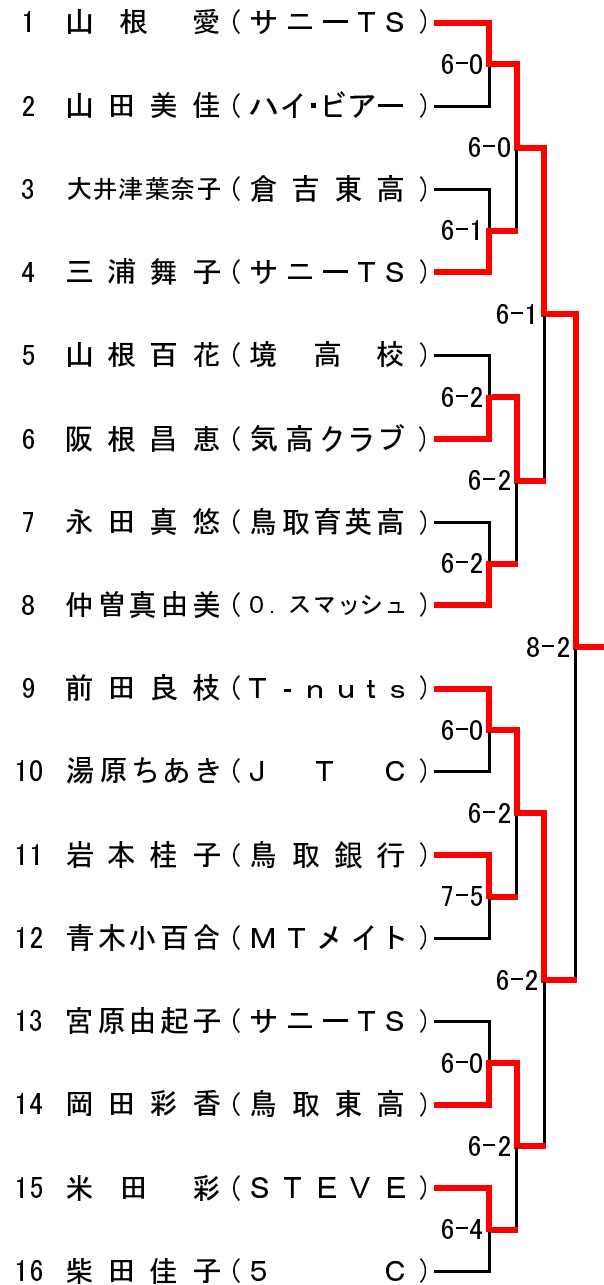 1 山根 愛(サニーTS)
6-0
2 山田美佳(ハイ・ビアー)
6-0
3 大井津葉奈子(倉吉東高)
6-1
4 三浦舞子(サニーTS)
6-1
5 山根百花(境高校)
6-2
6 阪根昌恵(気高クラブ)
6-2
7 永田真悠(鳥取育英高)
6-2
8 仲曽真由美(O.スマッシュ)
8-2
9 前田良枝(T-nuts)
6-0
10 湯原ちあき(JTC)
6-2
11 岩本桂子(鳥取銀行)
7-5
12 青木小百合(MTメイト)
6-2
13 宮原由起子(サニーTS)
6-0
14 岡田彩香(鳥取東高)
6-2
15 米田 彩(STEVE)
6-4
16 柴田佳子(5C)